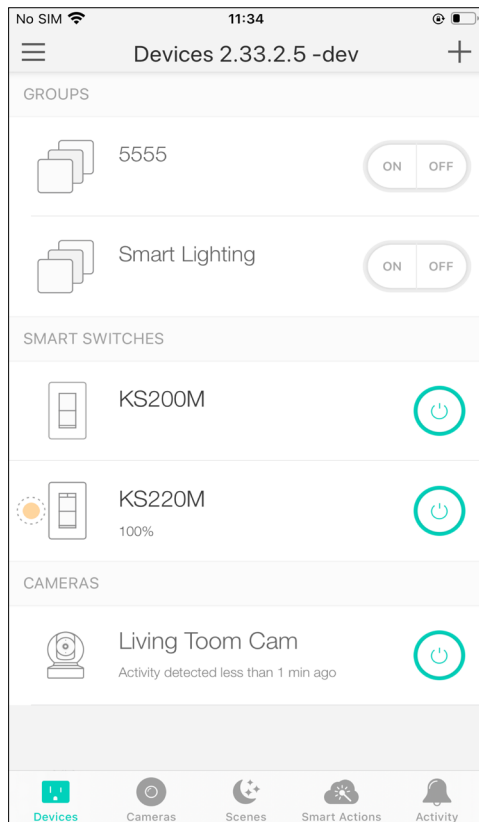 No SIM 11:34
Devices 2.33.2.5 -dev
GROUPS
5555
ON OFF
Smart Lighting
ON OFF
SMART SWITCHES
KS200M
KS220M
100%
CAMERAS
Living Toom Cam
Activity detected less than 1 min ago
Devices Cameras Scenes Smart Actions Activity